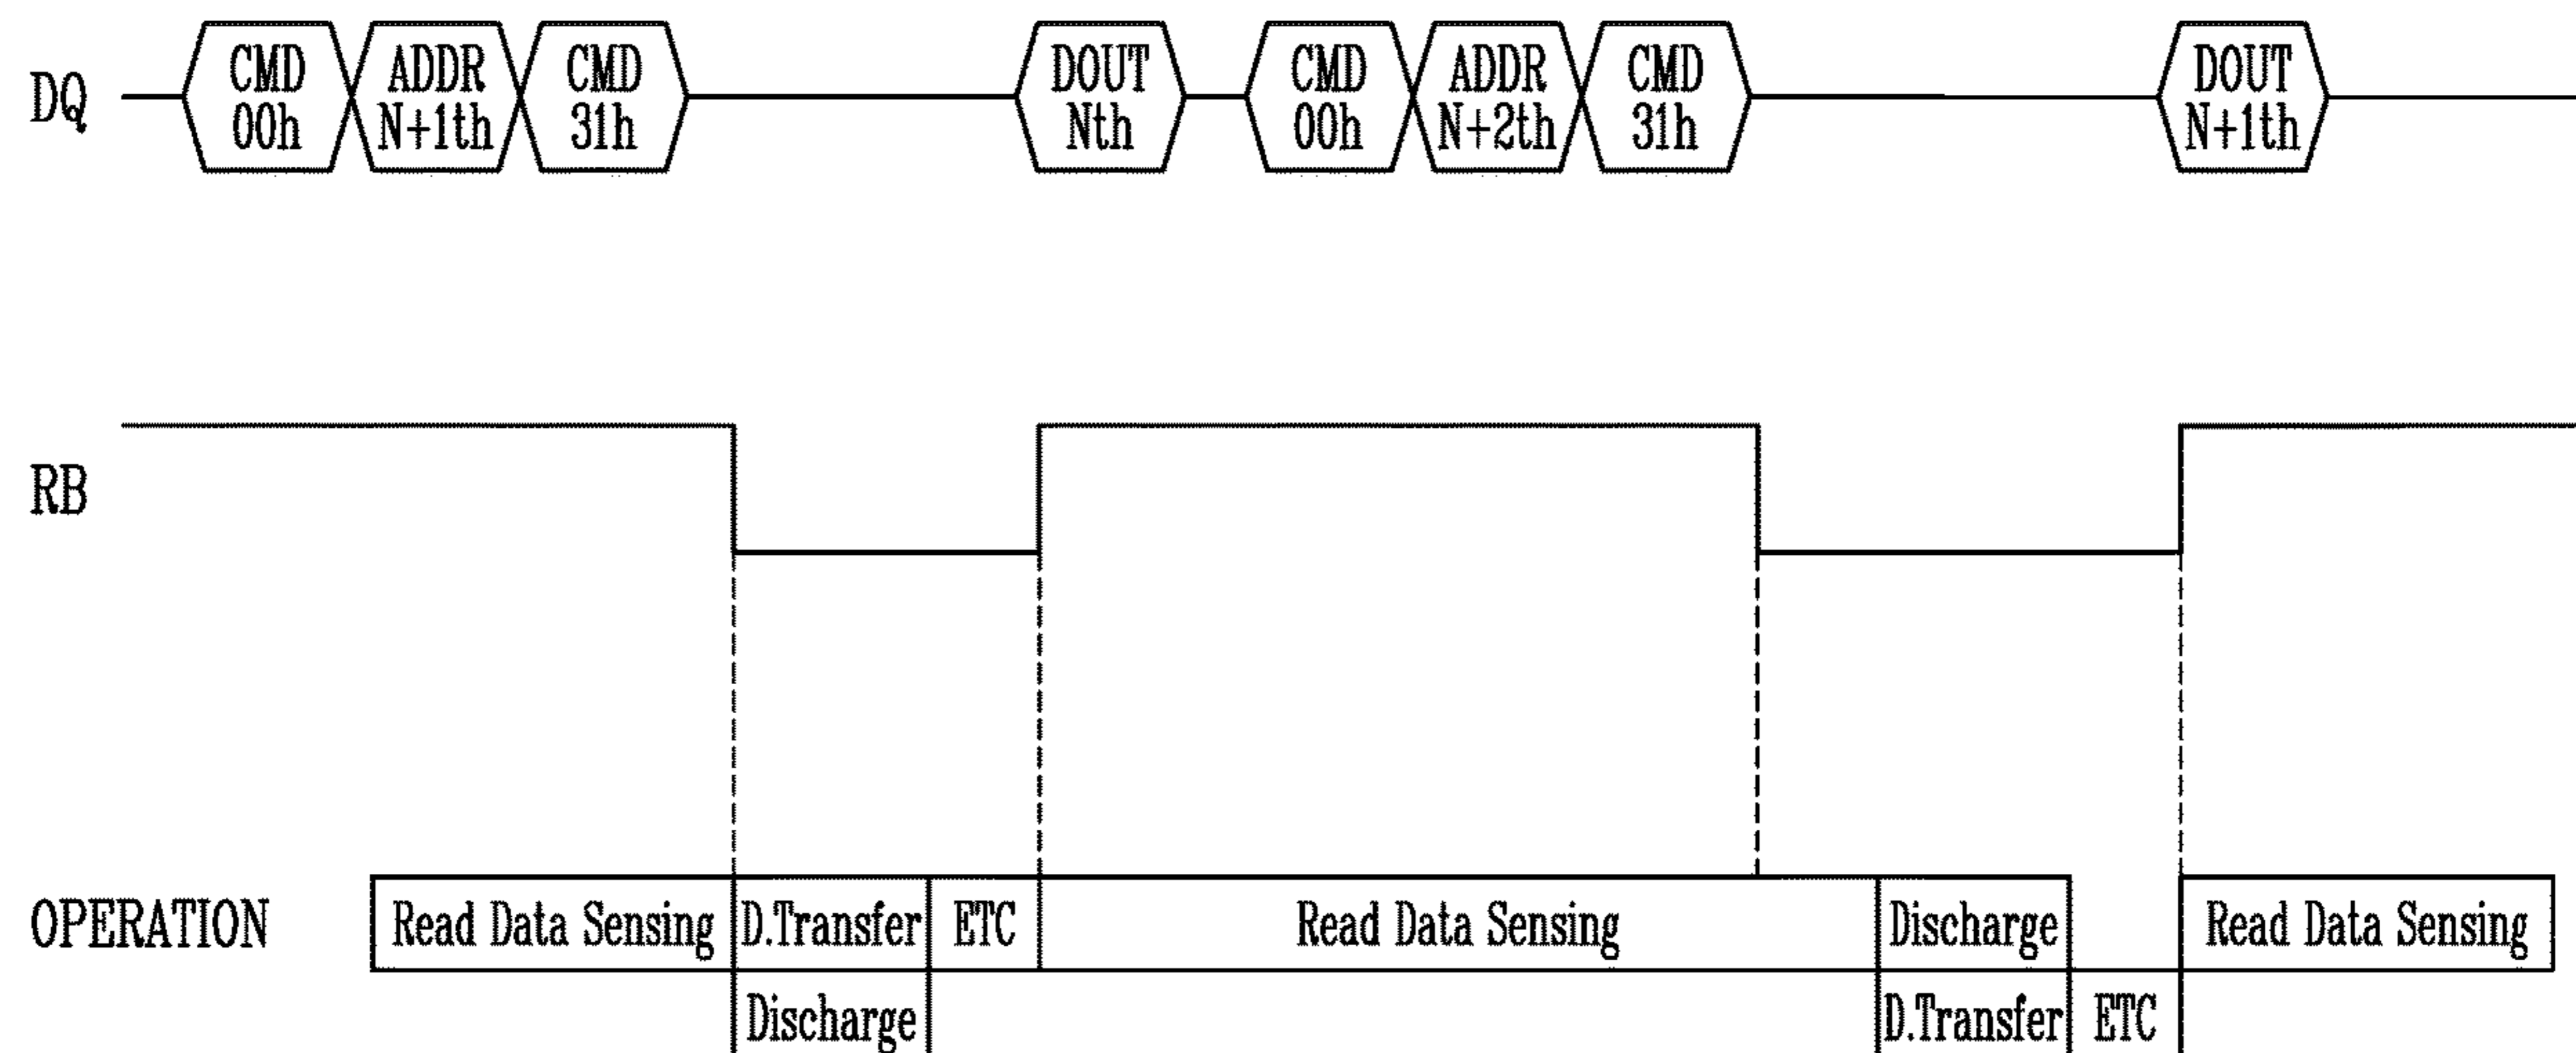 DQ
CMD
00h
ADDR
N+1th
CMD
31h
DOUT
Nth
CMD
00h
ADDR
N+2th
CMD
31h
DOUT
N+1th
RB
OPERATION
Read Data Sensing
D.Transfer
ETC
Read Data Sensing
Discharge
Read Data Sensing
Discharge
D.Transfer
ETC